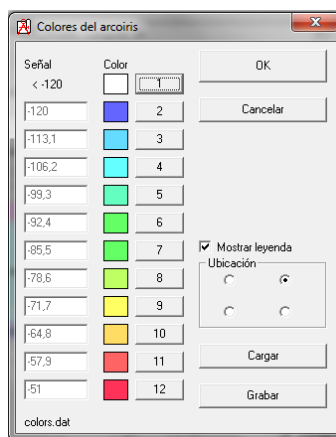 Colores del arcoiris
Señal Color
< -120 1 OK
-120 2 Cancelar
-113,1 3
-106,2 4
-99,3 5
-92,4 6
-85,5 7 Mostrar leyenda
Ubicación
-78,6 8
-71,7 9
-64,8 10 Cargar
-57,9 11
-51 12 Grabar
colors.dat